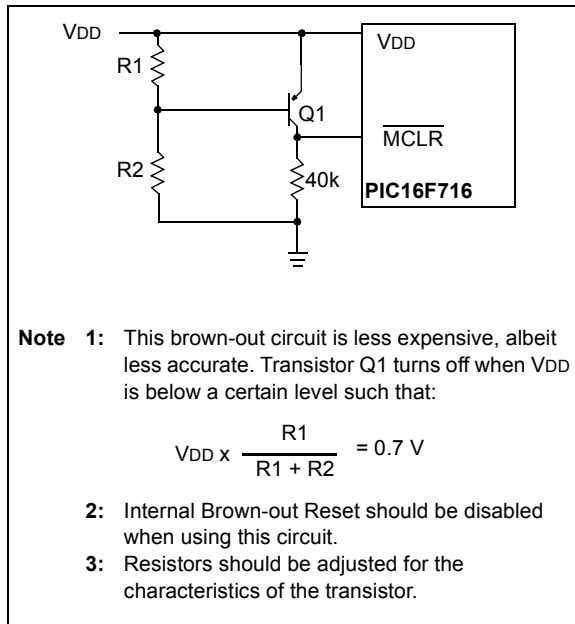 VDD
VDD
R1
Q1
MCLR
R2
40k
PIC16F716
Note 1: This brown-out circuit is less expensive, albeit
less accurate. Transistor Q1 turns off when VDD
is below a certain level such that:
VDD x R1 / R1 + R2 = 0.7 V
2: Internal Brown-out Reset should be disabled
when using this circuit.
3: Resistors should be adjusted for the
characteristics of the transistor.